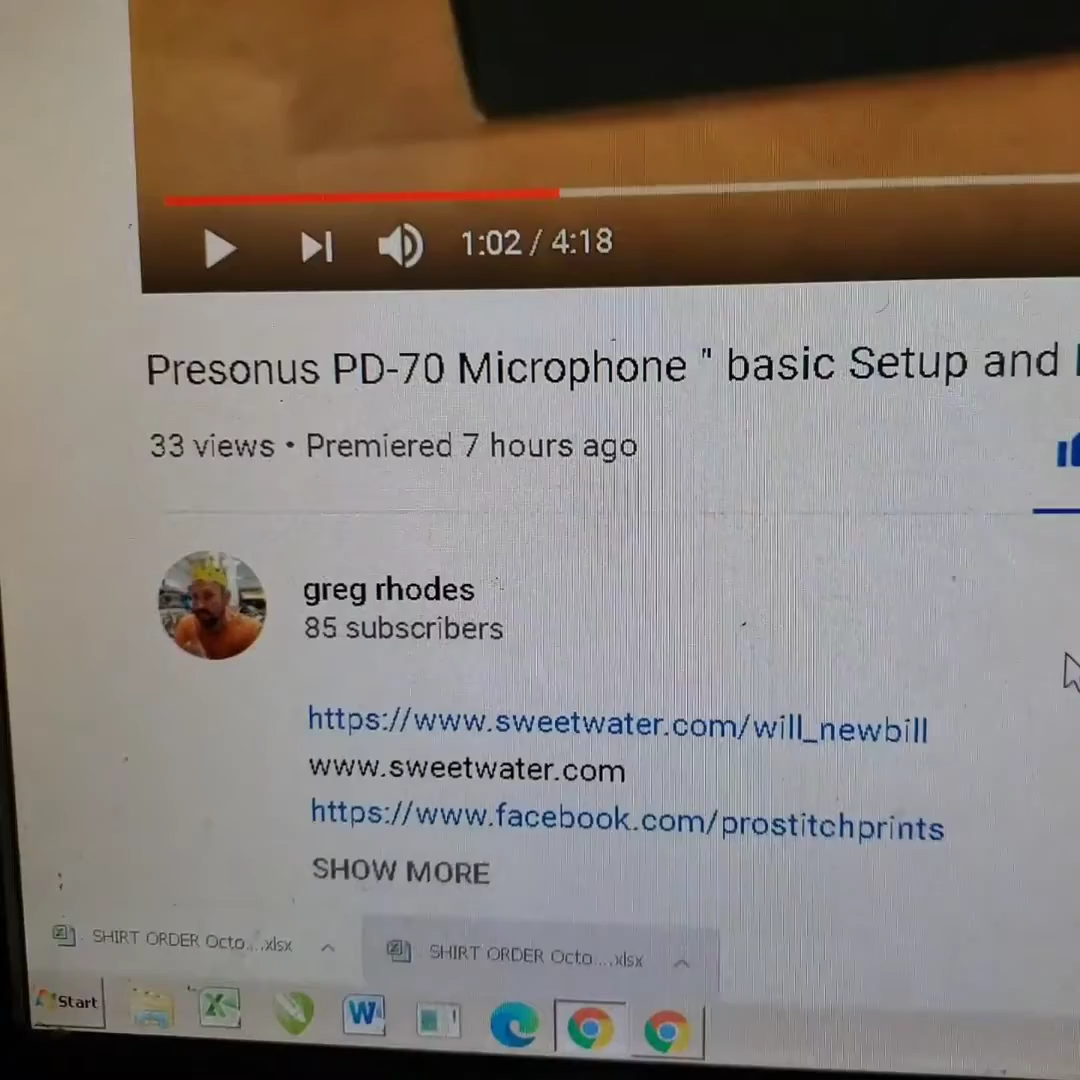 1:02 / 4:18
Presonus PD-70 Microphone " basic Setup and
33 views • Premiered 7 hours ago
greg rhodes
85 subscribers
https://www.sweetwater.com/will_newbill
www.sweetwater.com
https://www.facebook.com/prostitchprints
SHOW MORE
SHIRT ORDER Octo....xlsx
SHIRT ORDER Octo....xlsx
Start